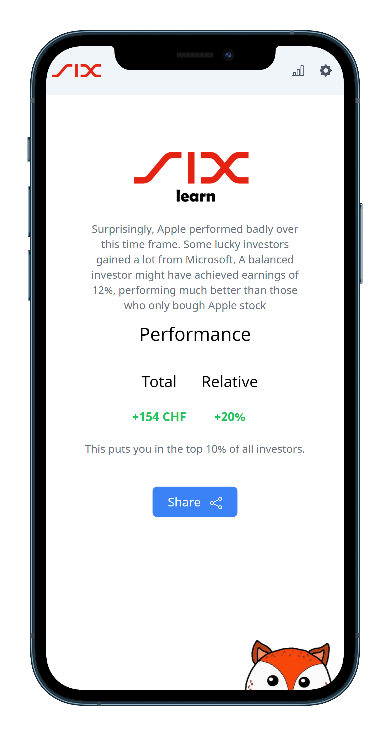 SIX
SIX
learn
Surprisingly, Apple performed badly over
this time frame. Some lucky investors
gained a lot from Microsoft. A balanced
investor might have achieved earnings of
12%, performing much better than those
who only bough Apple stock
Performance
Total Relative
+154 CHF +20%
This puts you in the top 10% of all investors.
Share